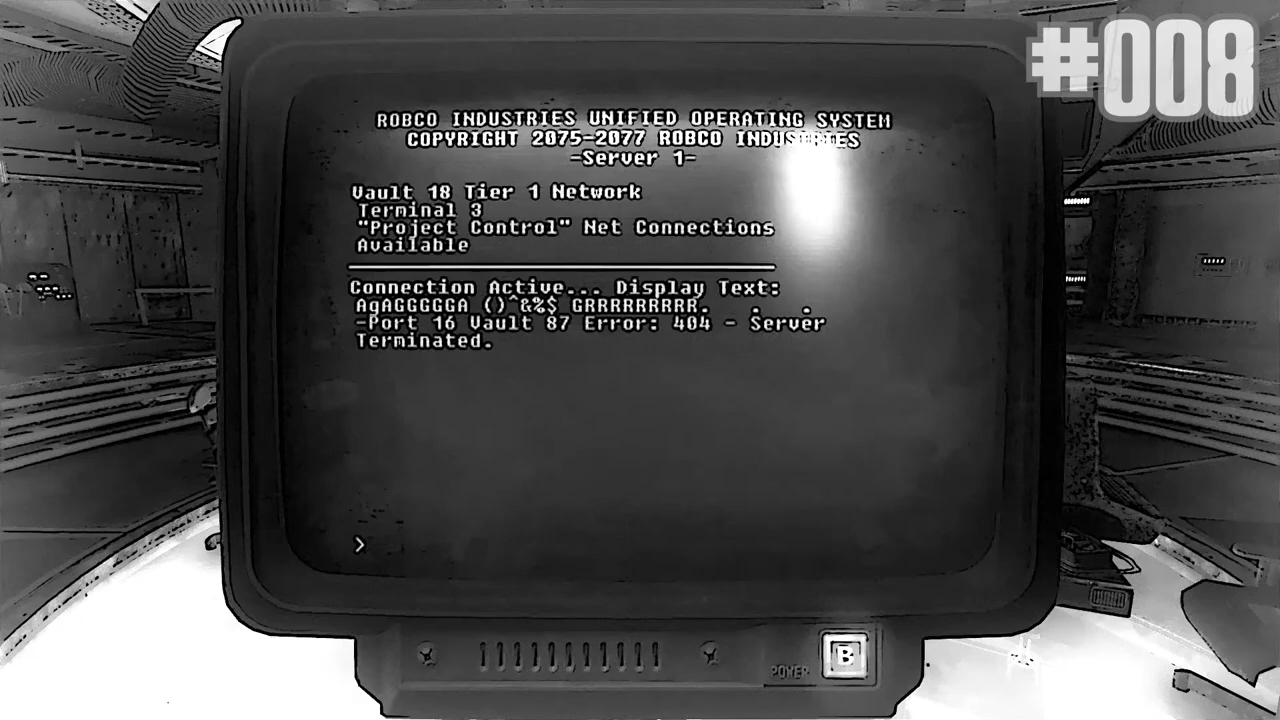 #008
ROBCO INDUSTRIES UNIFIED OPERATING SYSTEM
COPYRIGHT 2075-2077 ROBCO INDUSTRIES
-Server 1-
Vault 18 Tier 1 Network
Terminal 3
"Project Control" Net Connections
Available
Connection Active... Display Text:
AgAGGGGGA ()^&%$ GRRRRRRRRR. . .
-Port 16 Vault 87 Error: 404 - Server
Terminated.
>
POWER
B